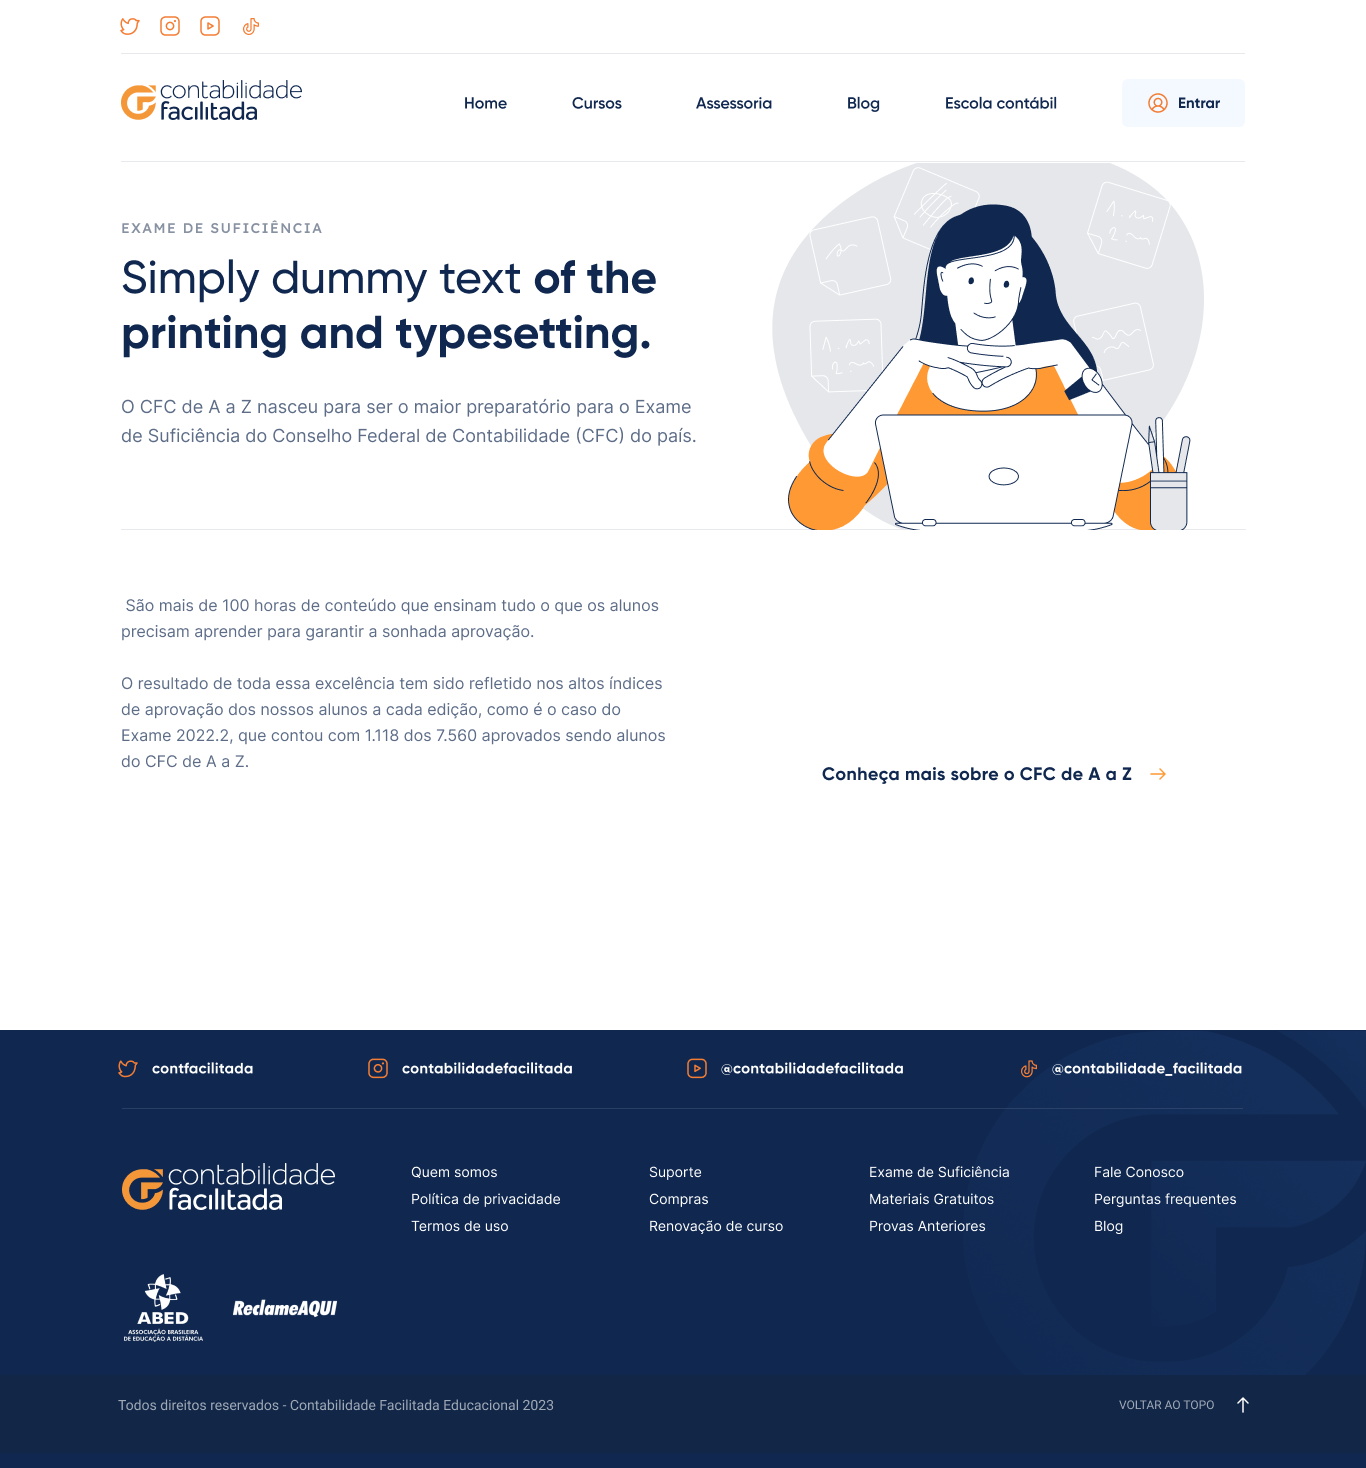 contabilidade
facilitada
Home
Cursos
Assessoria
Blog
Escola contábil
Entrar
EXAME DE SUFICIÊNCIA
Simply dummy text of the
printing and typesetting.
O CFC de A a Z nasceu para ser o maior preparatório para o Exame
de Suficiência do Conselho Federal de Contabilidade (CFC) do país.
São mais de 100 horas de conteúdo que ensinam tudo o que os alunos
precisam aprender para garantir a sonhada aprovação.
O resultado de toda essa excelência tem sido refletido nos altos índices
de aprovação dos nossos alunos a cada edição, como é o caso do
Exame 2022.2, que contou com 1.118 dos 7.560 aprovados sendo alunos
do CFC de A a Z.
Conheça mais sobre o CFC de A a Z
contfacilitada
contabilidadefacilitada
@contabilidadefacilitada
@contabilidade_facilitada
contabilidade
facilitada
Quem somos
Política de privacidade
Termos de uso
Suporte
Compras
Renovação de curso
Exame de Suficiência
Materiais Gratuitos
Provas Anteriores
Fale Conosco
Perguntas frequentes
Blog
ABED
ASSOCIAÇÃO BRASILEIRA
DE EDUCAÇÃO A DISTÂNCIA
ReclameAQUI
Todos direitos reservados - Contabilidade Facilitada Educacional 2023
VOLTAR AO TOPO